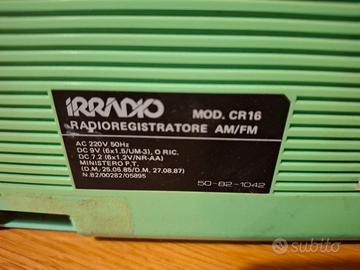 IRRADIO MOD. CR16
RADIOREGISTRATORE AM/FM
AC 220V 50Hz
DC 9V (6x1,5/UM-3), O RIC.
DC 7.2 (6x1,2V/NR-AA)
MINISTERO P.T.
(D.M. 25.06.85/D.M. 27.08.87)
N.82/00282/05895
50-82-1042
subito